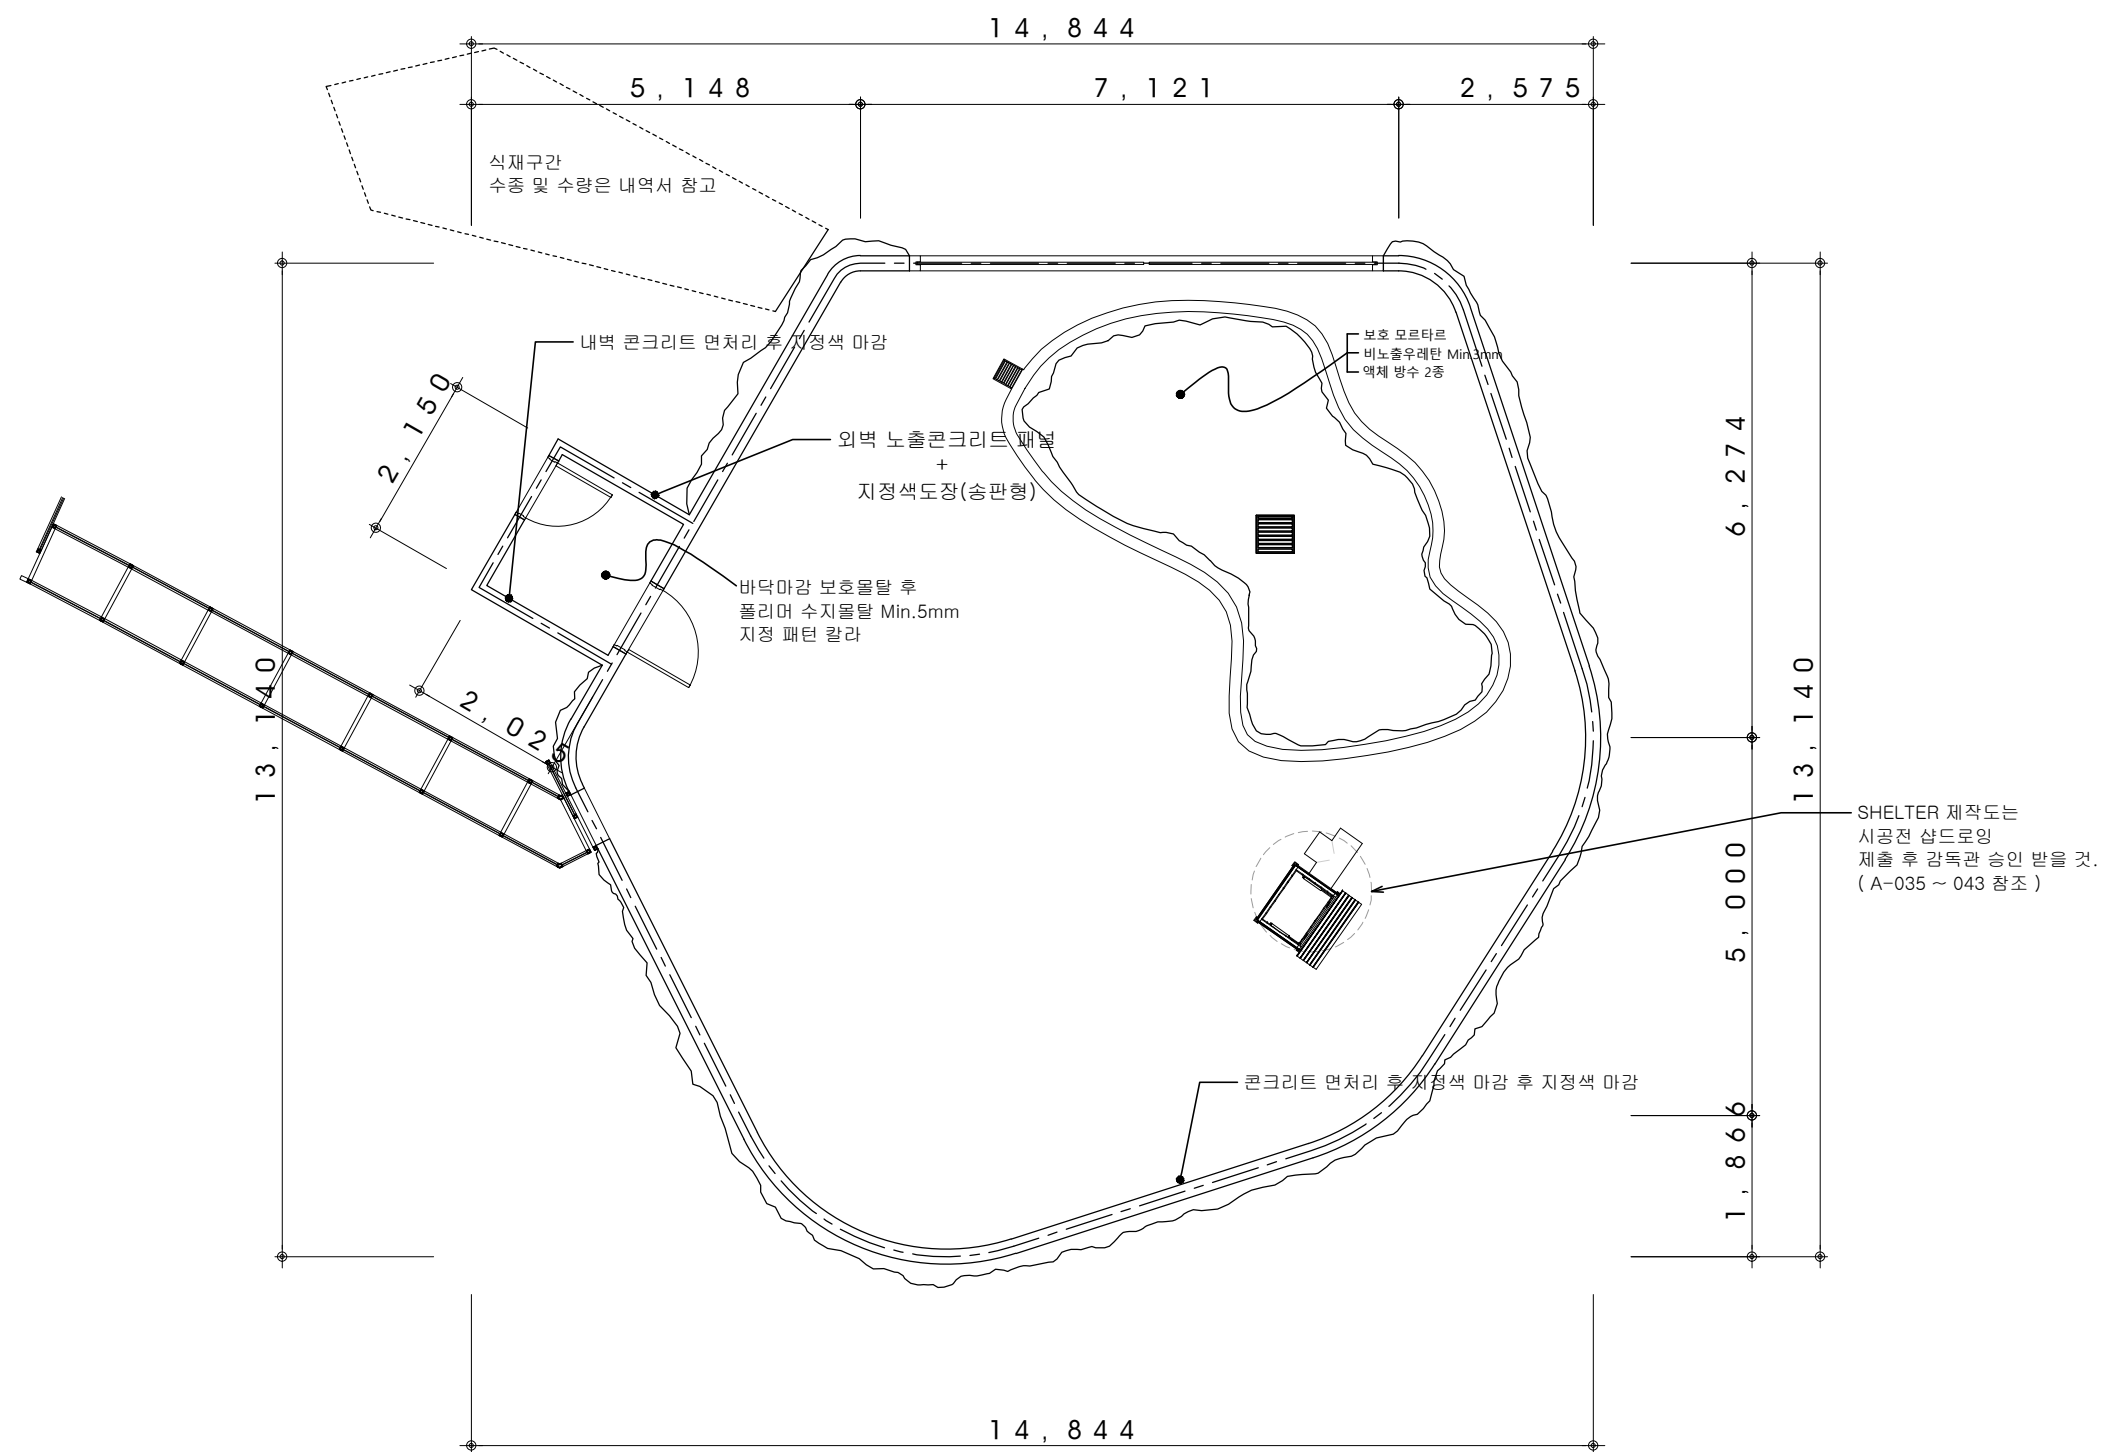 14,844
5,148
7,121
2,575
식재구간
수종 및 수량은 내역서 참고
내벽 콘크리트 면처리 후 지정색 마감
보호 모르타르
비노출우레탄 Min3mm
액체 방수 2종
2,150
외벽 노출콘크리트 패널
+
지정색도장(송판형)
6,274
바닥마감 보호몰탈 후
폴리머 수지몰탈 Min.5mm
지정 패턴 칼라
13,140
2,025
13,140
SHELTER 제작도는
시공전 샵드로잉
제출 후 감독관 승인 받을 것.
( A-035 ~ 043 참조 )
5,000
콘크리트 면처리 후 지정색 마감 후 지정색 마감
1,866
14,844